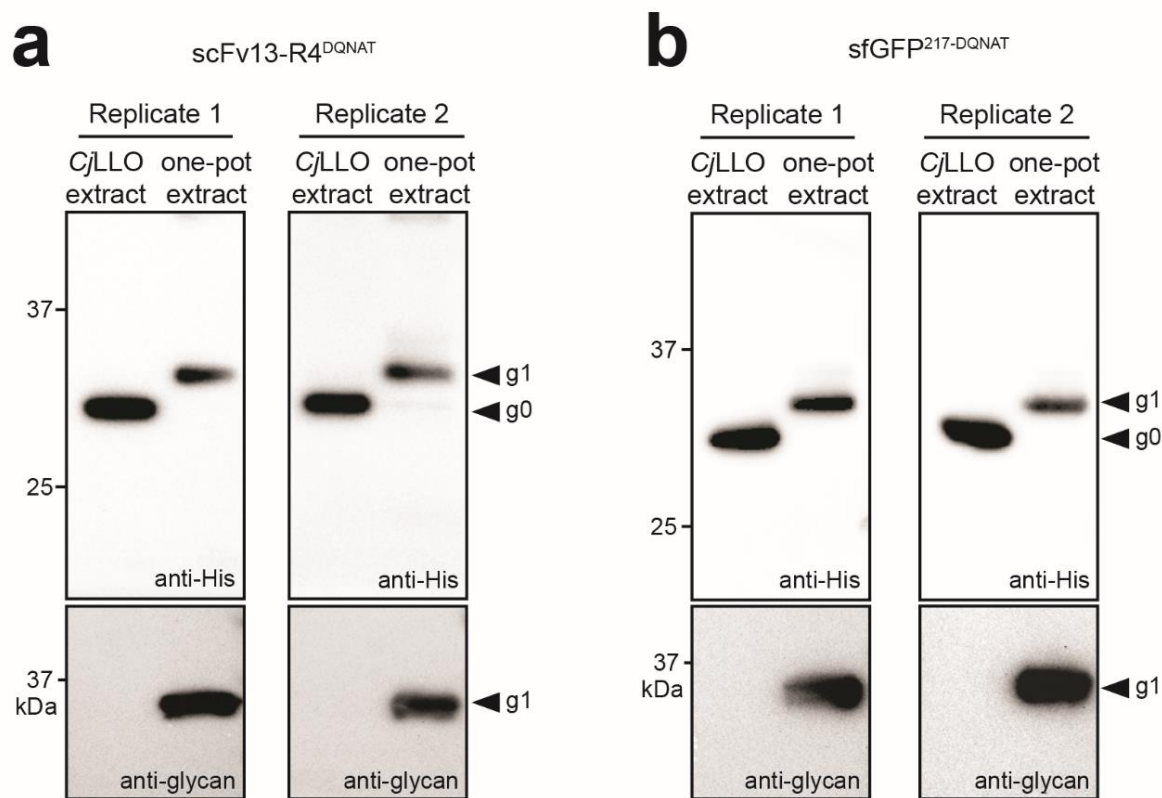 a
scFv13-R4DQNAT
Replicate 1
Replicate 2
CjLLO extract
one-pot extract
CjLLO extract
one-pot extract
37
g1
g0
25
anti-His
anti-His
37
kDa
g1
anti-glycan
anti-glycan
b
sfGFP217-DQNAT
Replicate 1
Replicate 2
CjLLO extract
one-pot extract
CjLLO extract
one-pot extract
37
g1
g0
25
anti-His
anti-His
37
kDa
g1
anti-glycan
anti-glycan